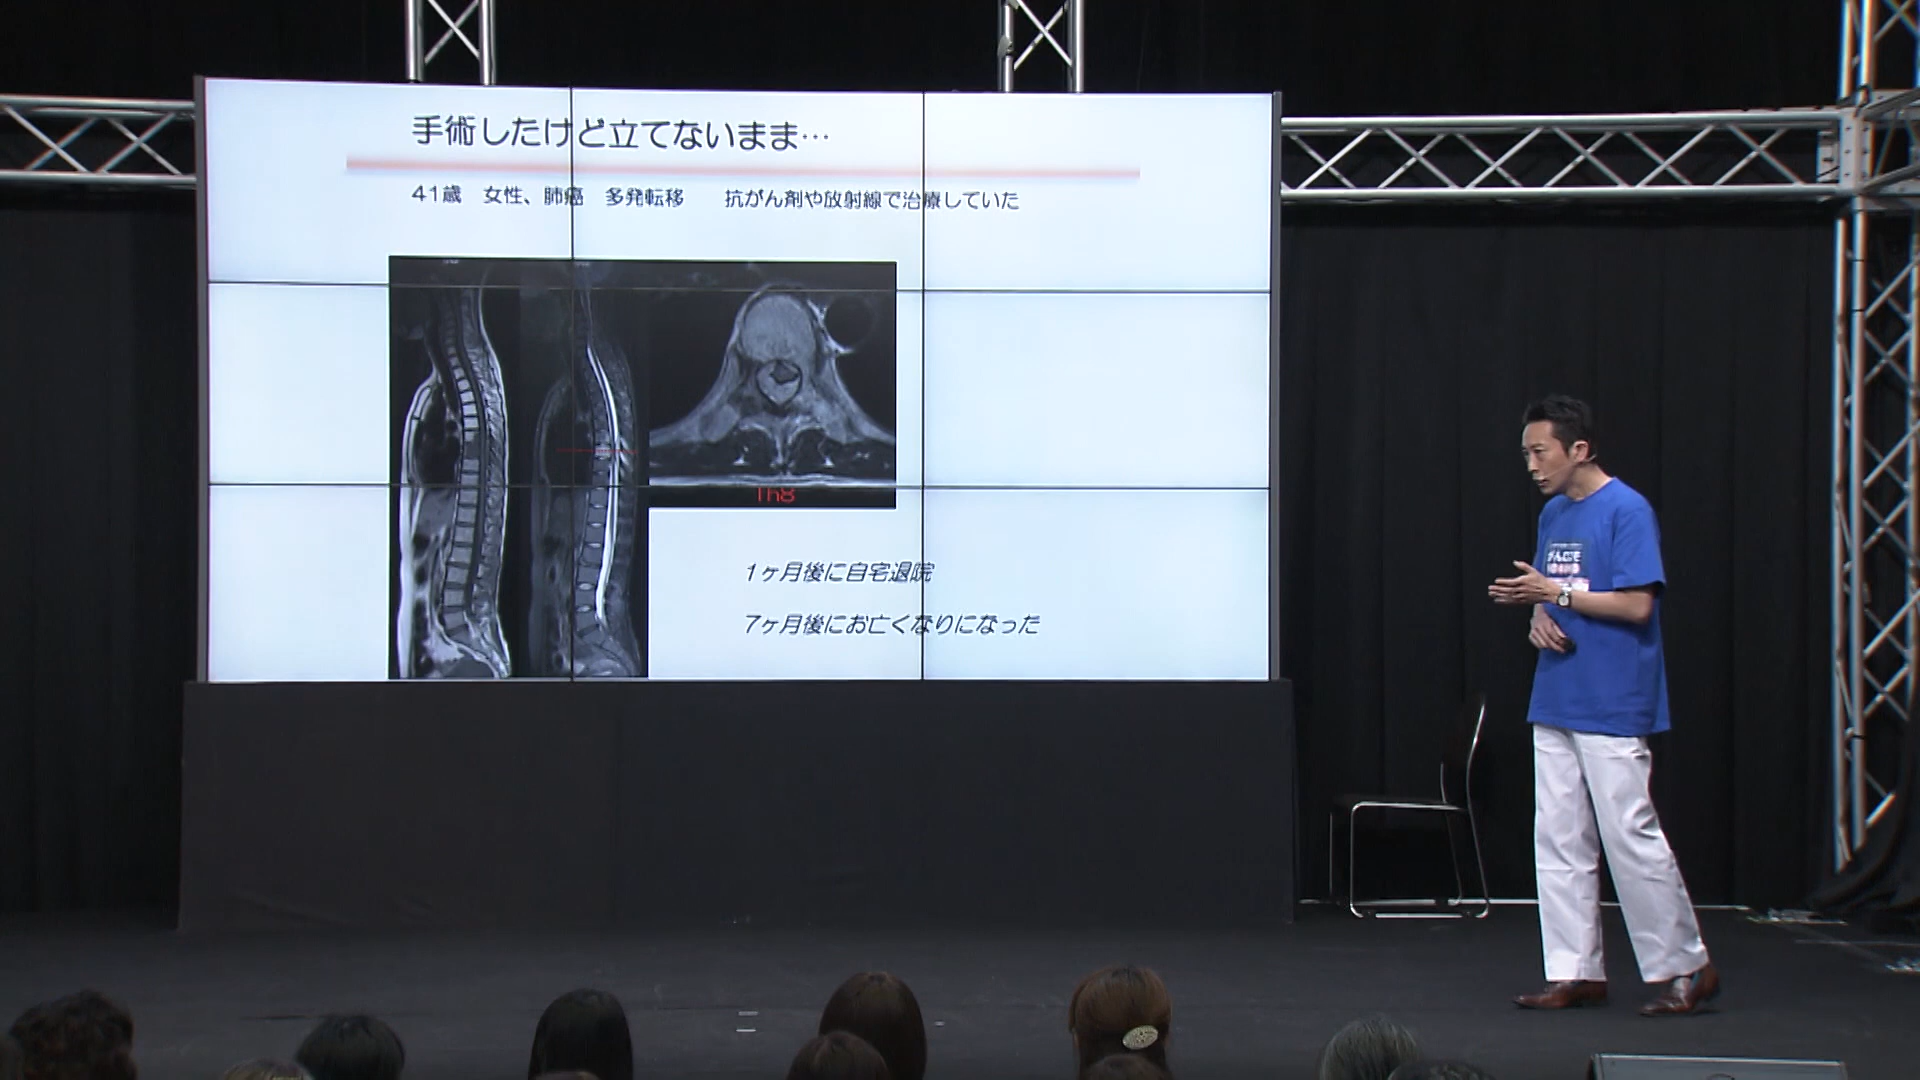 手術したけど立てないまま…
41歳　女性、肺癌　多発転移　　抗がん剤や放射線で治療していた
Th8
1ヶ月後に自宅退院
7ヶ月後にお亡くなりになった